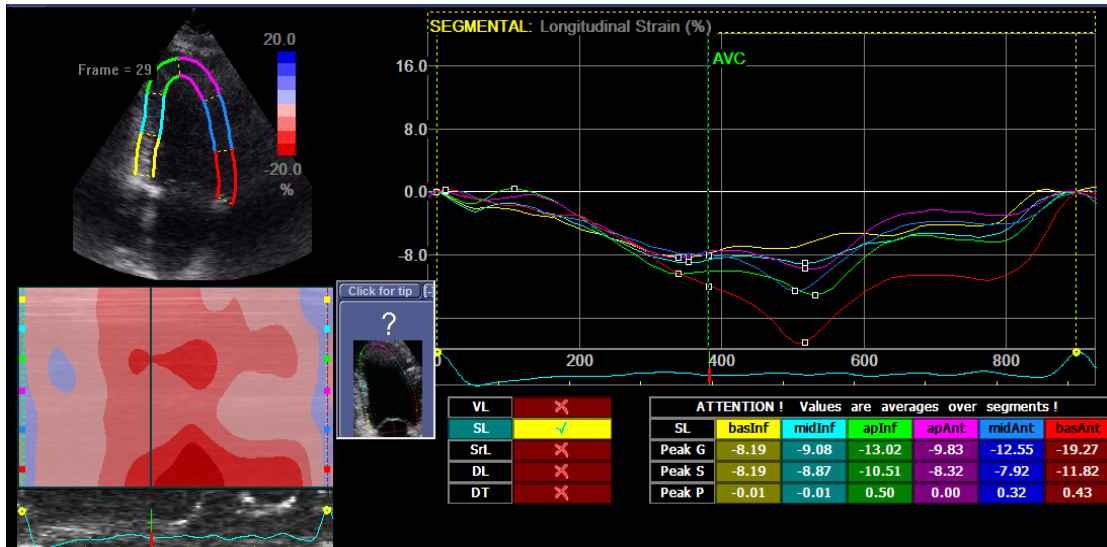 20.0
Frame = 29
-20.0
%
SEGMENTAL: Longitudinal Strain (%)
AVC
16.0
8.0
0.0
-8.0
0 200 400 600 800
Click for tip [-]
?
VL
SL
SrL
DL
DT
ATTENTION ! Values are averages over segments !
SL basInf midInf apInf apAnt midAnt basAnt
Peak G -8.19 -9.08 -13.02 -9.83 -12.55 -19.27
Peak S -8.19 -8.87 -10.51 -8.32 -7.92 -11.82
Peak P -0.01 -0.01 0.50 0.00 0.32 0.43